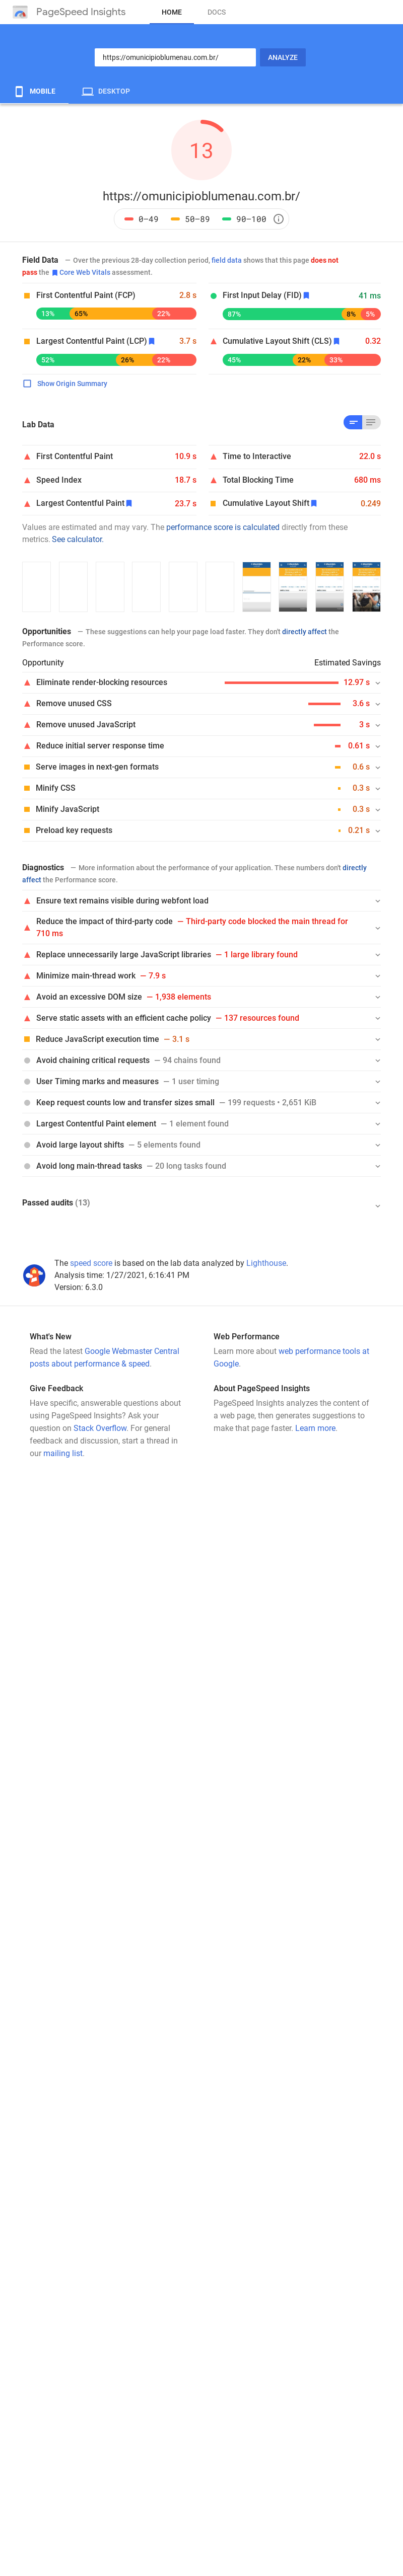 PageSpeed Insights
HOME
DOCS
https://omunicipioblumenau.com.br/
ANALYZE
MOBILE
DESKTOP
13
https://omunicipioblumenau.com.br/
0–49
50–89
90–100
Field Data — Over the previous 28-day collection period, field data shows that this page does not
pass the Core Web Vitals assessment.
First Contentful Paint (FCP) 2.8 s
13% 65% 22%
First Input Delay (FID) 41 ms
87% 8% 5%
Largest Contentful Paint (LCP) 3.7 s
52% 26% 22%
Cumulative Layout Shift (CLS) 0.32
45% 22% 33%
Show Origin Summary
Lab Data
First Contentful Paint 10.9 s
Time to Interactive 22.0 s
Speed Index 18.7 s
Total Blocking Time 680 ms
Largest Contentful Paint 23.7 s
Cumulative Layout Shift 0.249
Values are estimated and may vary. The performance score is calculated directly from these
metrics. See calculator.
Opportunities — These suggestions can help your page load faster. They don't directly affect the
Performance score.
Opportunity Estimated Savings
Eliminate render-blocking resources 12.97 s
Remove unused CSS 3.6 s
Remove unused JavaScript 3 s
Reduce initial server response time 0.61 s
Serve images in next-gen formats 0.6 s
Minify CSS 0.3 s
Minify JavaScript 0.3 s
Preload key requests 0.21 s
Diagnostics — More information about the performance of your application. These numbers don't directly
affect the Performance score.
Ensure text remains visible during webfont load
Reduce the impact of third-party code — Third-party code blocked the main thread for
710 ms
Replace unnecessarily large JavaScript libraries — 1 large library found
Minimize main-thread work — 7.9 s
Avoid an excessive DOM size — 1,938 elements
Serve static assets with an efficient cache policy — 137 resources found
Reduce JavaScript execution time — 3.1 s
Avoid chaining critical requests — 94 chains found
User Timing marks and measures — 1 user timing
Keep request counts low and transfer sizes small — 199 requests • 2,651 KiB
Largest Contentful Paint element — 1 element found
Avoid large layout shifts — 5 elements found
Avoid long main-thread tasks — 20 long tasks found
Passed audits (13)
The speed score is based on the lab data analyzed by Lighthouse.
Analysis time: 1/27/2021, 6:16:41 PM
Version: 6.3.0
What's New
Read the latest Google Webmaster Central
posts about performance & speed.
Web Performance
Learn more about web performance tools at
Google.
Give Feedback
Have specific, answerable questions about
using PageSpeed Insights? Ask your
question on Stack Overflow. For general
feedback and discussion, start a thread in
our mailing list.
About PageSpeed Insights
PageSpeed Insights analyzes the content of
a web page, then generates suggestions to
make that page faster. Learn more.